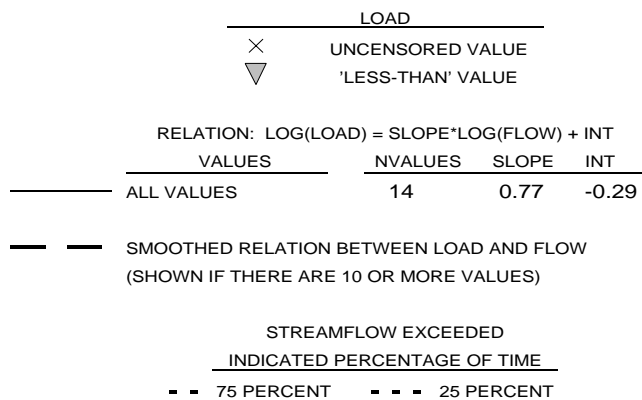 LOAD
UNCENSORED VALUE
'LESS-THAN' VALUE
RELATION: LOG(LOAD) = SLOPE*LOG(FLOW) + INT
VALUES NVALUES SLOPE INT
ALL VALUES 14 0.77 -0.29
SMOOTHED RELATION BETWEEN LOAD AND FLOW
(SHOWN IF THERE ARE 10 OR MORE VALUES)
STREAMFLOW EXCEEDED
INDICATED PERCENTAGE OF TIME
75 PERCENT 25 PERCENT